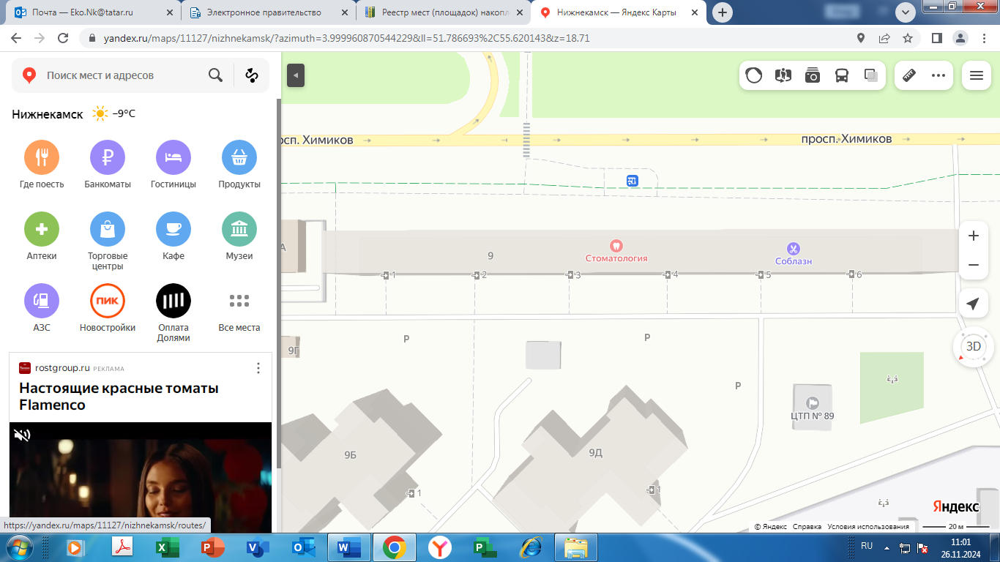 Почта — Eko.Nk@tatar.ru
Электронное правительство
Реестр мест (площадок) накопл
Нижнекамск — Яндекс Карты
yandex.ru/maps/11127/nizhnekamsk/?azimuth=3.999960870544229&ll=51.786693%2C55.620143&z=18.71
Поиск мест и адресов
Нижнекамск
–9°C
Где поесть
Банкоматы
Гостиницы
Продукты
Аптеки
Торговые центры
Кафе
Музеи
ПИК
АЗС
Новостройки
Оплата Долями
Все места
rostgroup.ru РЕКЛАМА
Настоящие красные томаты
Flamenco
https://yandex.ru/maps/11127/nizhnekamsk/routes/
осп. Химиков
просп. Химиков
А
9
Стоматология
Соблазн
1
2
3
4
5
6
9Г
P
P
P
ЦТП № 89
9Б
9Д
1
1
3D
Яндекс
© Яндекс Справка Условия использования
20 м
RU
11:01
26.11.2024